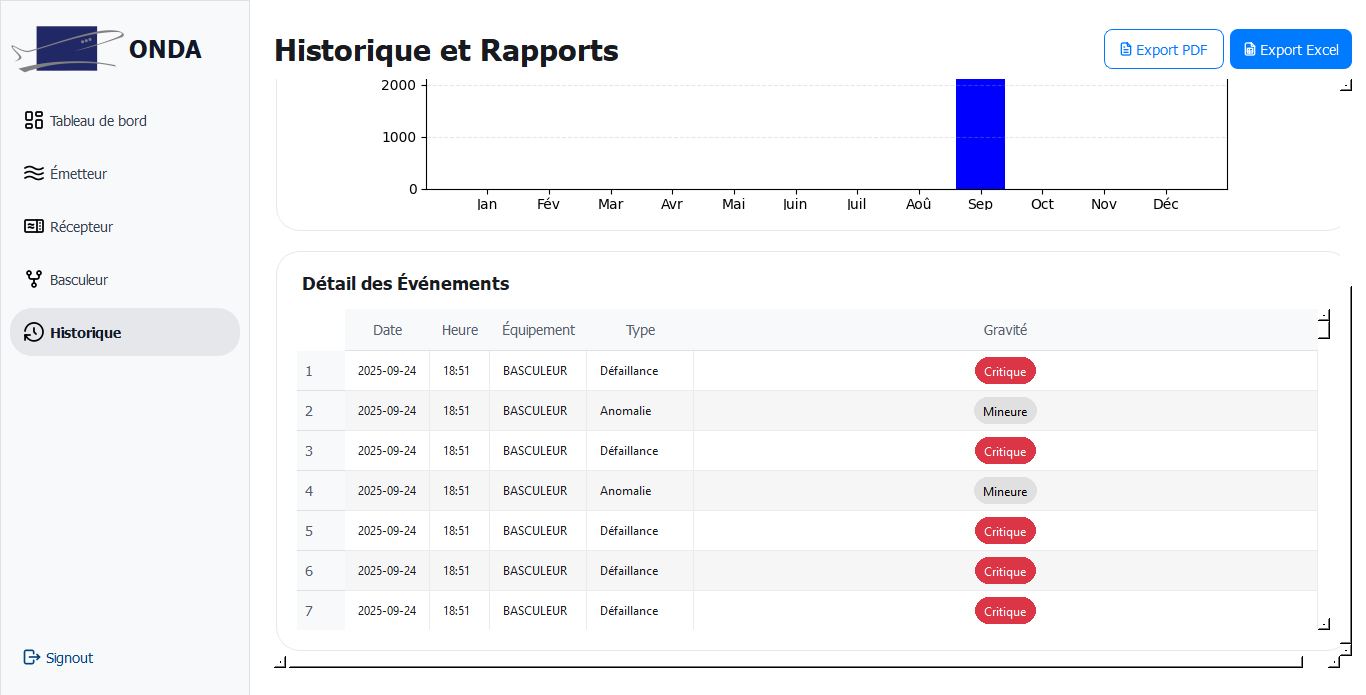 ONDA
Historique et Rapports
Export PDF
Export Excel
Tableau de bord
Émetteur
Récepteur
Basculeur
Historique
Signout
2000
1000
0
Jan Fév Mar Avr Mai Juin Juil Aoû Sep Oct Nov Déc
Détail des Événements
Date Heure Équipement Type Gravité
1 2025-09-24 18:51 BASCULEUR Défaillance Critique
2 2025-09-24 18:51 BASCULEUR Anomalie Mineure
3 2025-09-24 18:51 BASCULEUR Défaillance Critique
4 2025-09-24 18:51 BASCULEUR Anomalie Mineure
5 2025-09-24 18:51 BASCULEUR Défaillance Critique
6 2025-09-24 18:51 BASCULEUR Défaillance Critique
7 2025-09-24 18:51 BASCULEUR Défaillance Critique